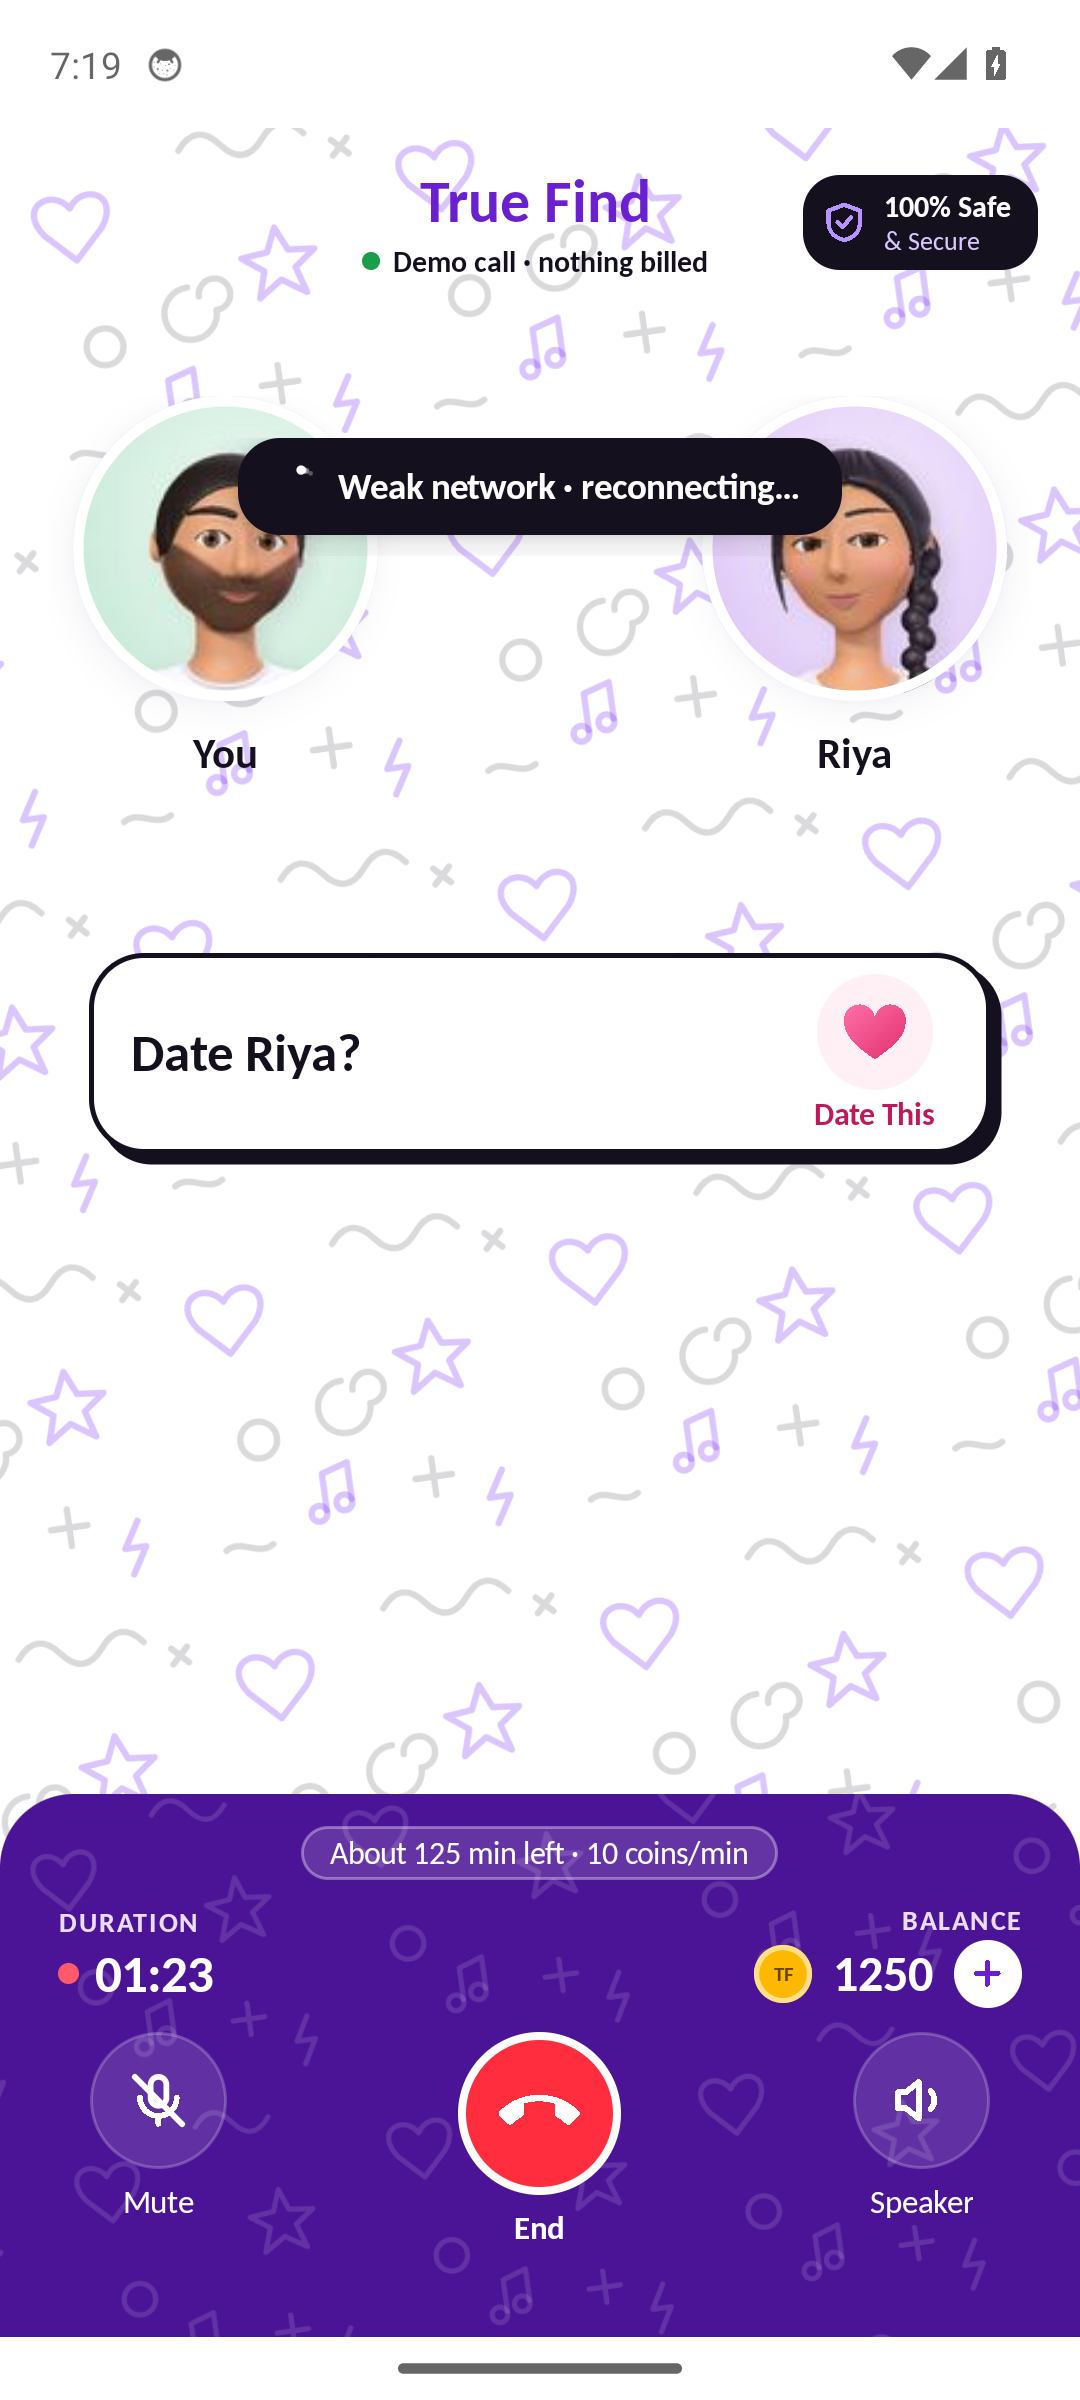 7:19
True Find
Demo call · nothing billed
100% Safe
& Secure
Weak network · reconnecting...
You
Riya
Date Riya?
Date This
About 125 min left · 10 coins/min
DURATION
01:23
BALANCE
TF
1250
Mute
End
Speaker